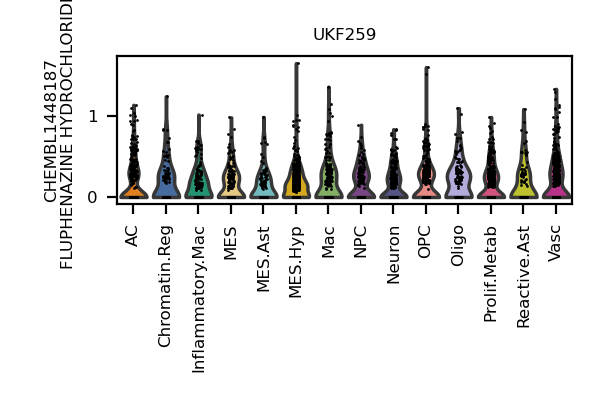 UKF259
CHEMBL1448187
FLUPHENAZINE HYDROCHLORID
1
0
AC
Chromatin.Reg
Inflammatory.Mac
MES
MES.Ast
MES.Hyp
Mac
NPC
Neuron
OPC
Oligo
Prolif.Metab
Reactive.Ast
Vasc